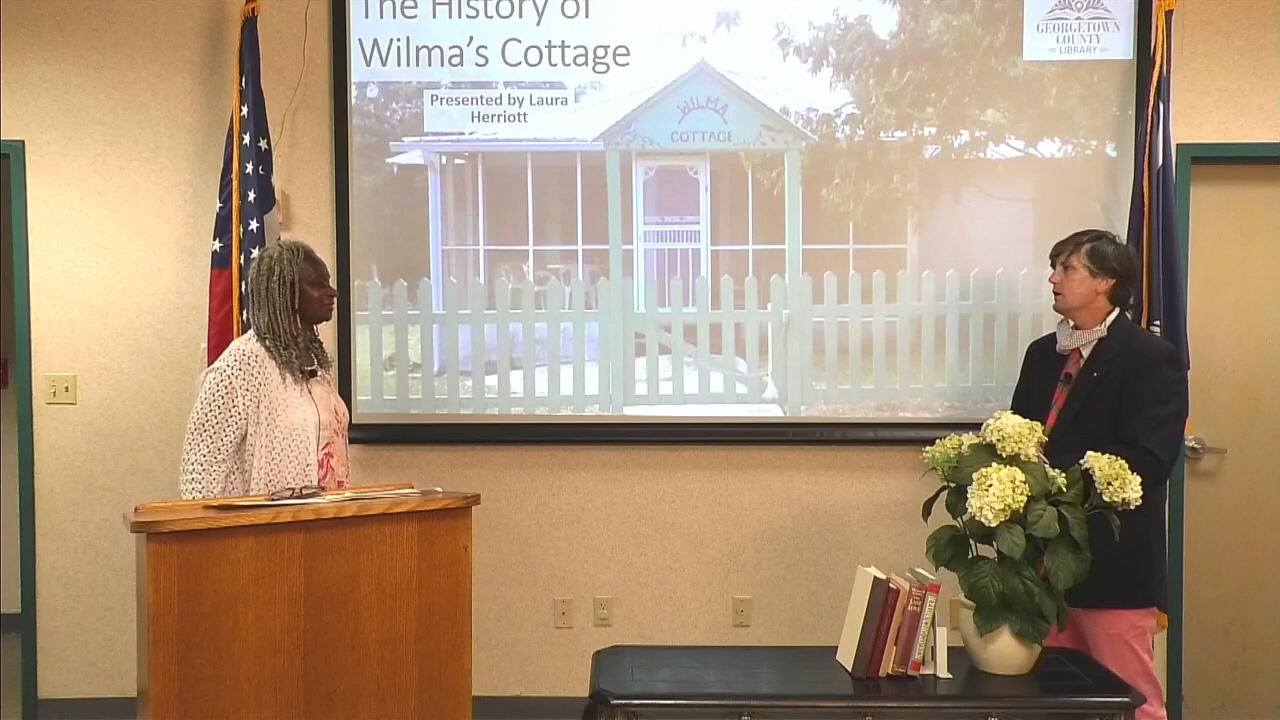 The History of
Wilma's Cottage
Presented by Laura
Herriott
GEORGETOWN
COUNTY
LIBRARY
WILMA
COTTAGE